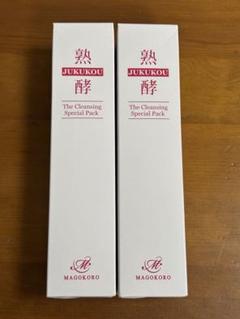 熟
JUKUKOU
酵
The Cleansing
Special Pack
M
MAGOKORO
熟
JUKUKOU
酵
The Cleansing
Special Pack
M
MAGOKORO